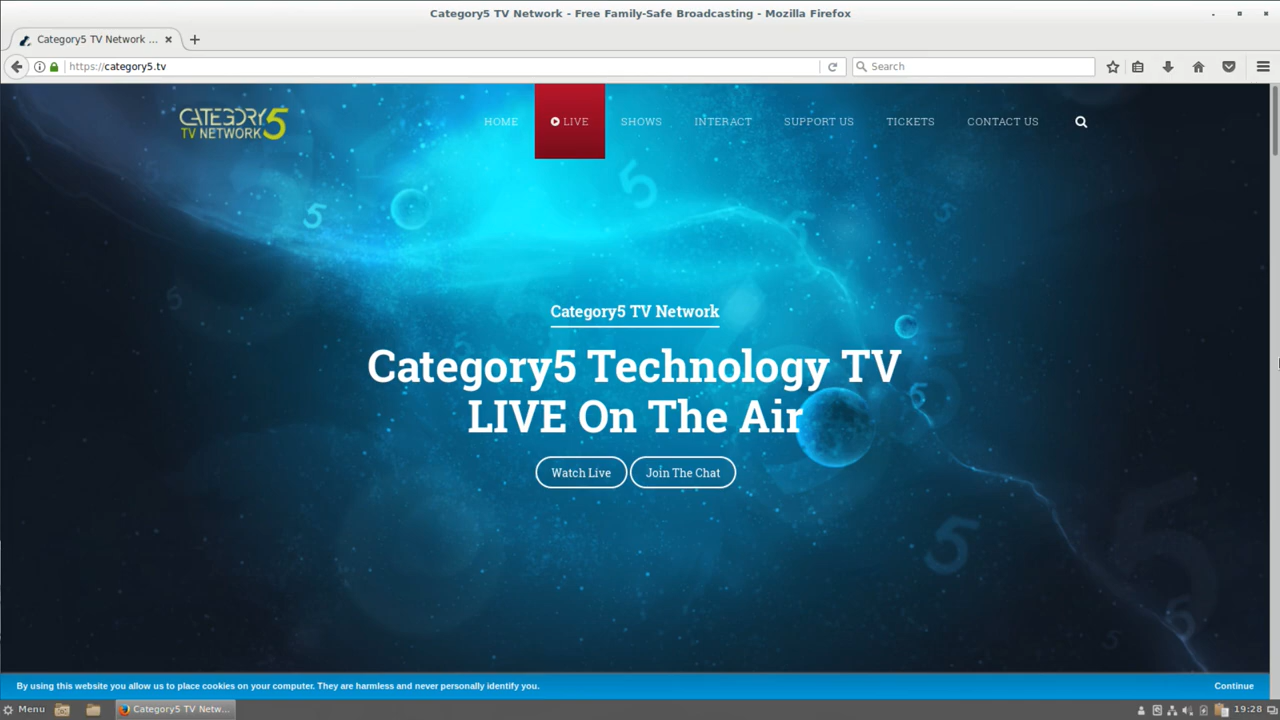 Category5 TV Network - Free Family-Safe Broadcasting - Mozilla Firefox
Category5 TV Network ...
https://category5.tv
Search
CATEGORY5
TV NETWORK
HOME
LIVE
SHOWS
INTERACT
SUPPORT US
TICKETS
CONTACT US
Category5 TV Network
Category5 Technology TV
LIVE On The Air
Watch Live
Join The Chat
By using this website you allow us to place cookies on your computer. They are harmless and never personally identify you.
Continue
Menu
Category5 TV Netw...
19:28